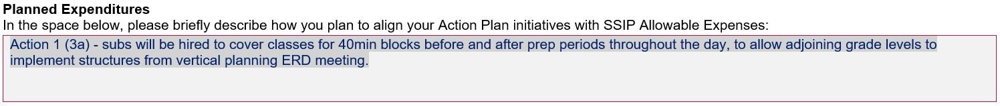 Planned Expenditures
In the space below, please briefly describe how you plan to align your Action Plan initiatives with SSIP Allowable Expenses:
Action 1 (3a) - subs will be hired to cover classes for 40min blocks before and after prep periods throughout the day, to allow adjoining grade levels to
implement structures from vertical planning ERD meeting.